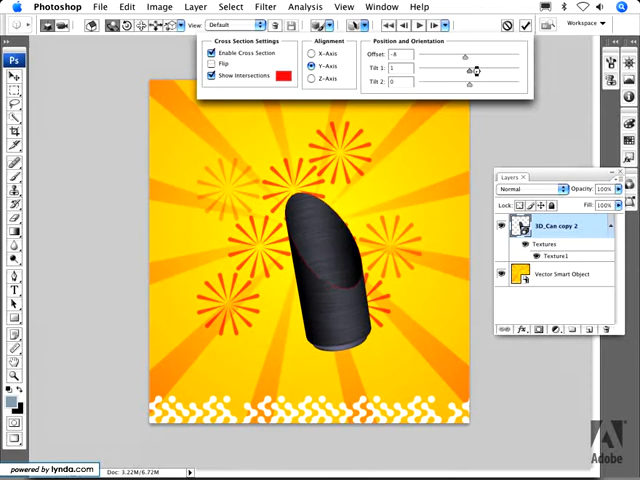 Photoshop File Edit Image Layer Select Filter Analysis View Window Help
View: Default Workspace
Cross Section Settings Alignment Position and Orientation
Enable Cross Section X-Axis Offset: -8
Flip Y-Axis Tilt 1: 1
Show Intersections Z-Axis Tilt 2: 0
Ps
Layers
Normal Opacity: 100%
Lock: Fill: 100%
3D_Can copy 2
Textures
Texture1
Vector Smart Object
fx
Adobe
powered by lynda.com Doc: 3.22M/6.72M